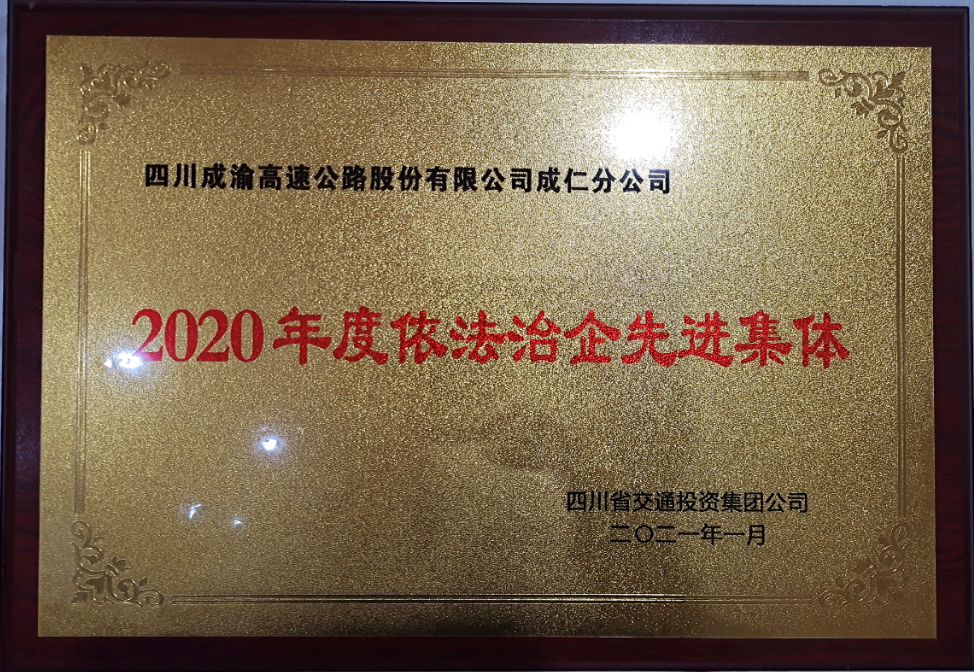 四川成渝高速公路股份有限公司成仁分公司
2020年度依法治企先进集体
四川省交通投资集团公司
二〇二一年一月